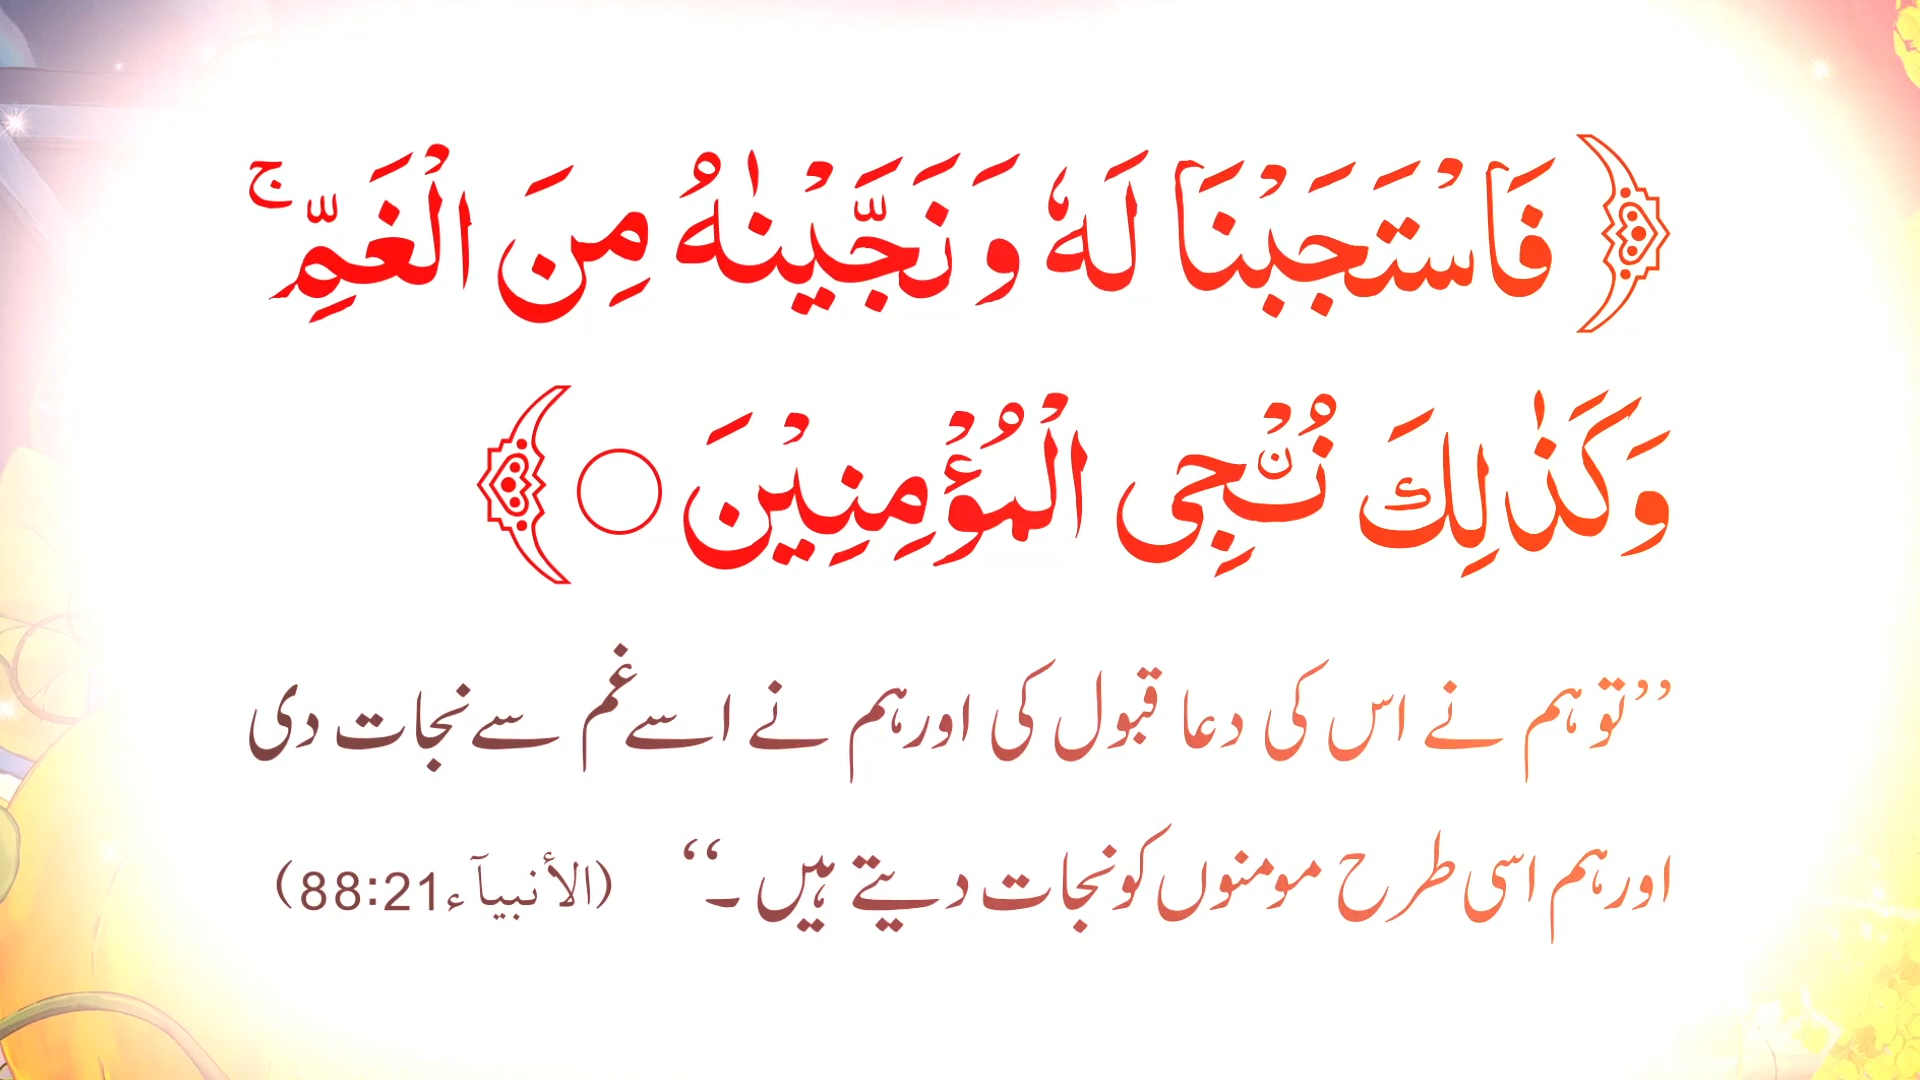 ﴿ فَاسْتَجَبْنَا لَهٗ وَ نَجَّيْنٰهُ مِنَ الْغَمِّ ۚ
وَكَذٰلِكَ نُـْۨجِى الْمُؤْمِنِيْنَ ○ ﴾
’’تو ہم نے اس کی دعا قبول کی اور ہم نے اسے غم سے نجات دی
اور ہم اسی طرح مومنوں کو نجات دیتے ہیں ۔‘‘ (الأنبيآء 88:21)